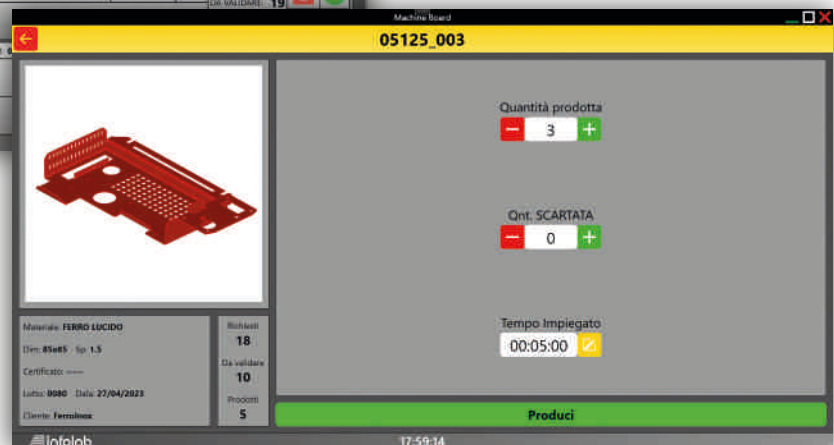 DA VALIDARE: 19
Machine Board
05125_003
Quantità prodotta
3
Qnt. SCARTATA
0
Tempo Impiegato
00:05:00
Produci
Materiale: FERRO LUCIDO
Dim: 85x85 Sp: 1.5
Certificato: -----
Lotto: 0080 Data: 27/04/2023
Cliente: Ferrolnox
Richiesti
18
Da validare
10
Prodotti
5
infolab
17:59:14